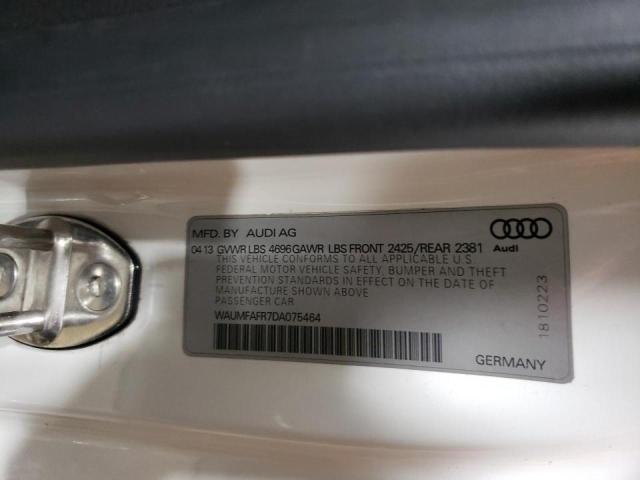 MFD. BY AUDI AG
04 13 GVWR LBS 4696 GAWR LBS FRONT 2425/REAR 2381
THIS VEHICLE CONFORMS TO ALL APPLICABLE U.S
FEDERAL MOTOR VEHICLE SAFETY, BUMPER AND THEFT
PREVENTION STANDARDS IN EFFECT ON THE DATE OF
MANUFACTURE SHOWN ABOVE
PASSENGER CAR
WAUMFAFR7DA075464
Audi
1810223
GERMANY